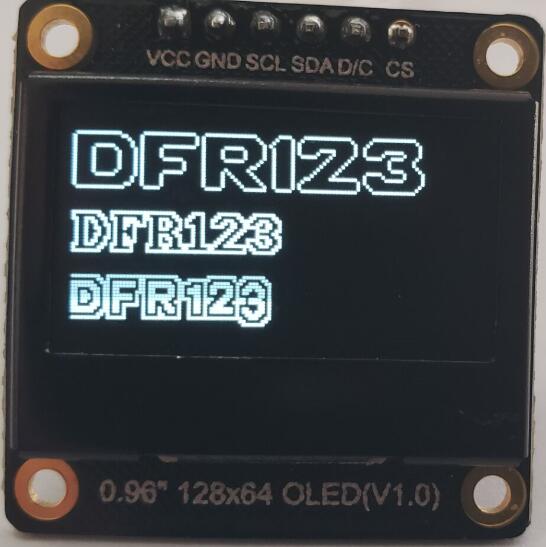 VCC GND SCL SDA D/C CS
DFR123
DFR123
DFR123
0.96" 128x64 OLED(V1.0)